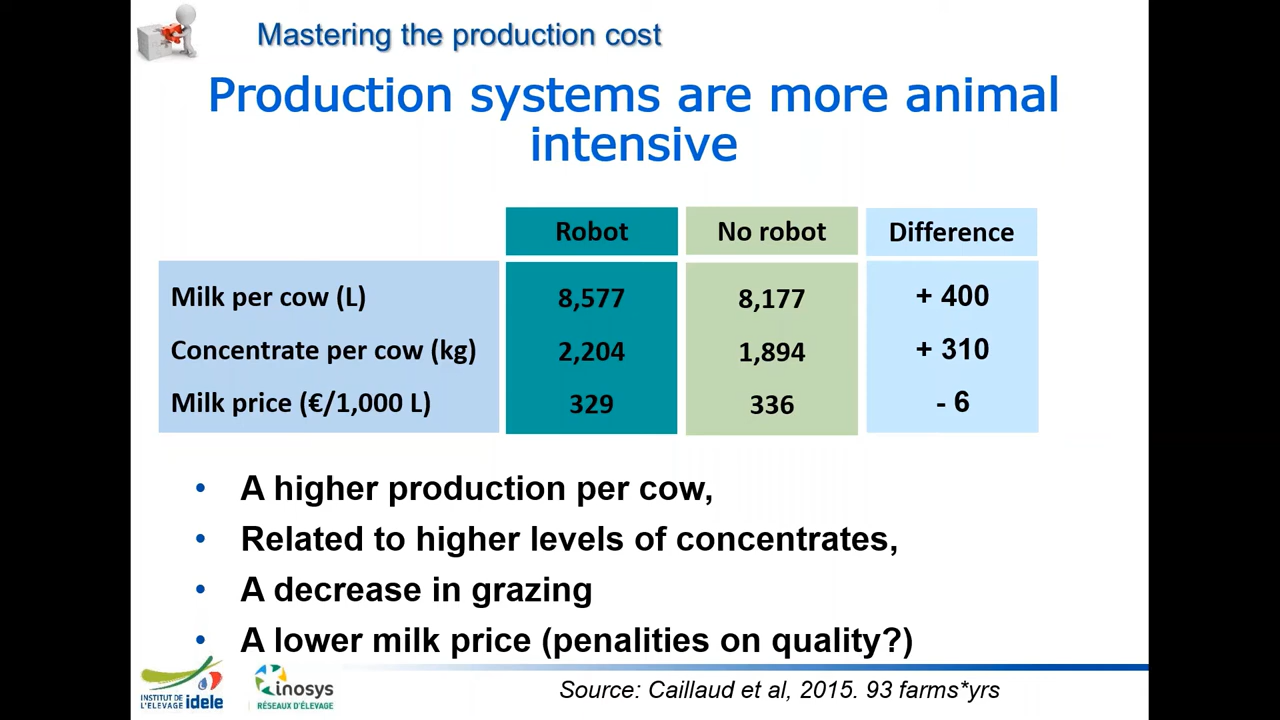 Mastering the production cost
Production systems are more animal
intensive
Robot No robot Difference
Milk per cow (L) 8,577 8,177 + 400
Concentrate per cow (kg) 2,204 1,894 + 310
Milk price (€/1,000 L) 329 336 - 6
• A higher production per cow,
• Related to higher levels of concentrates,
• A decrease in grazing
• A lower milk price (penalities on quality?)
INSTITUT DE
L'ELEVAGE idele
inosys
RÉSEAUX D'ÉLEVAGE
Source: Caillaud et al, 2015. 93 farms*yrs